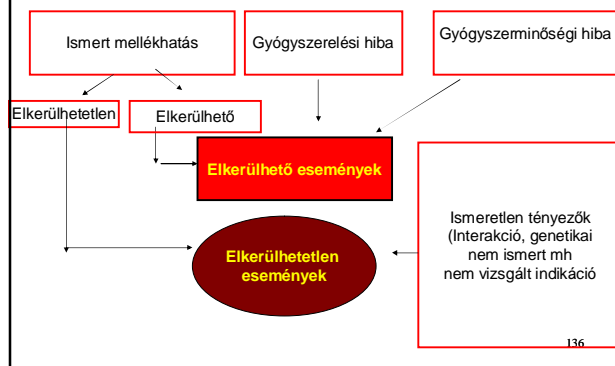 Ismert mellékhatás
Gyógyszerelési hiba
Gyógyszerminőségi hiba
Elkerülhetetlen
Elkerülhető
Elkerülhető események
Elkerülhetetlen
események
Ismeretlen tényezők
(Interakció, genetikai
nem ismert mh
nem vizsgált indikáció
136